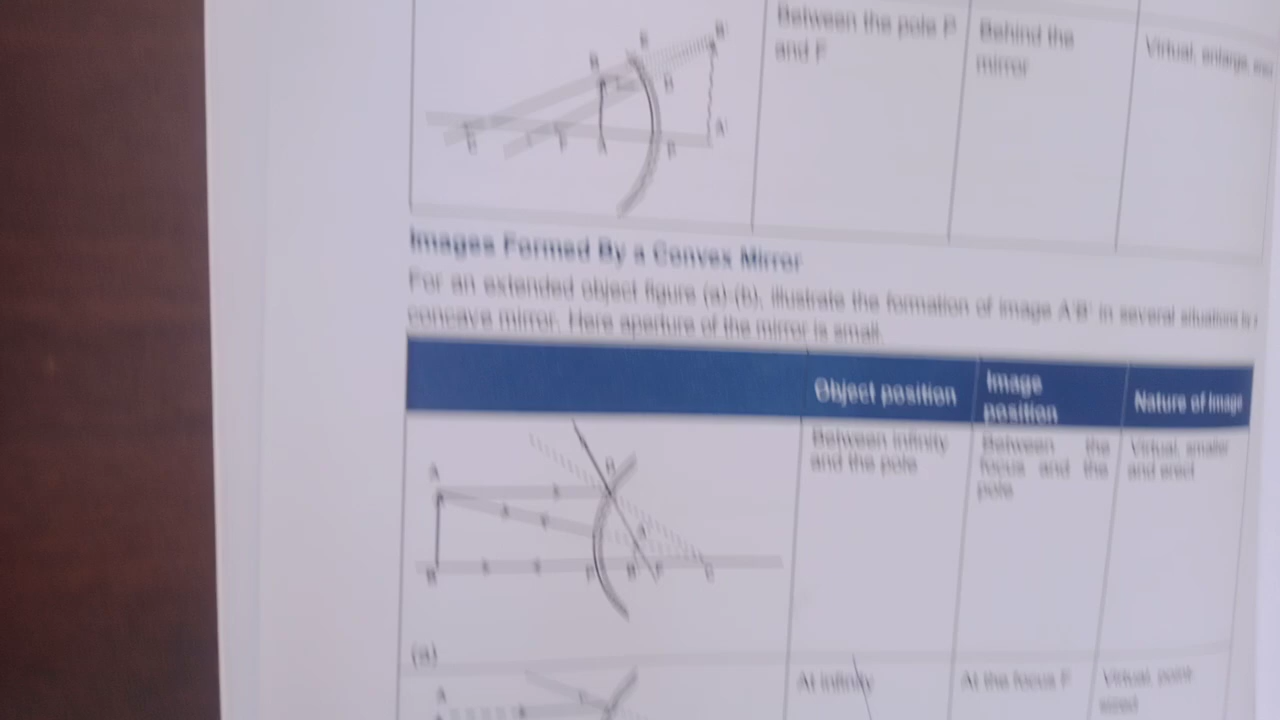 Between the pole P
and F
Behind the
mirror
Virtual, enlarge,
Images Formed By a Convex Mirror
For an extended object figure (a)-(b), illustrate the formation of image A'B' in several situations
concave mirror. Here aperture of the mirror is small.
Object position
Image
position
Nature of Image
Between infinity
and the pole
Between the
focus and the
pole
Virtual, smaller
and erect
A
B
P
B'
F
C
(a)
At infinity
At the focus F
Virtual, point
sized
A